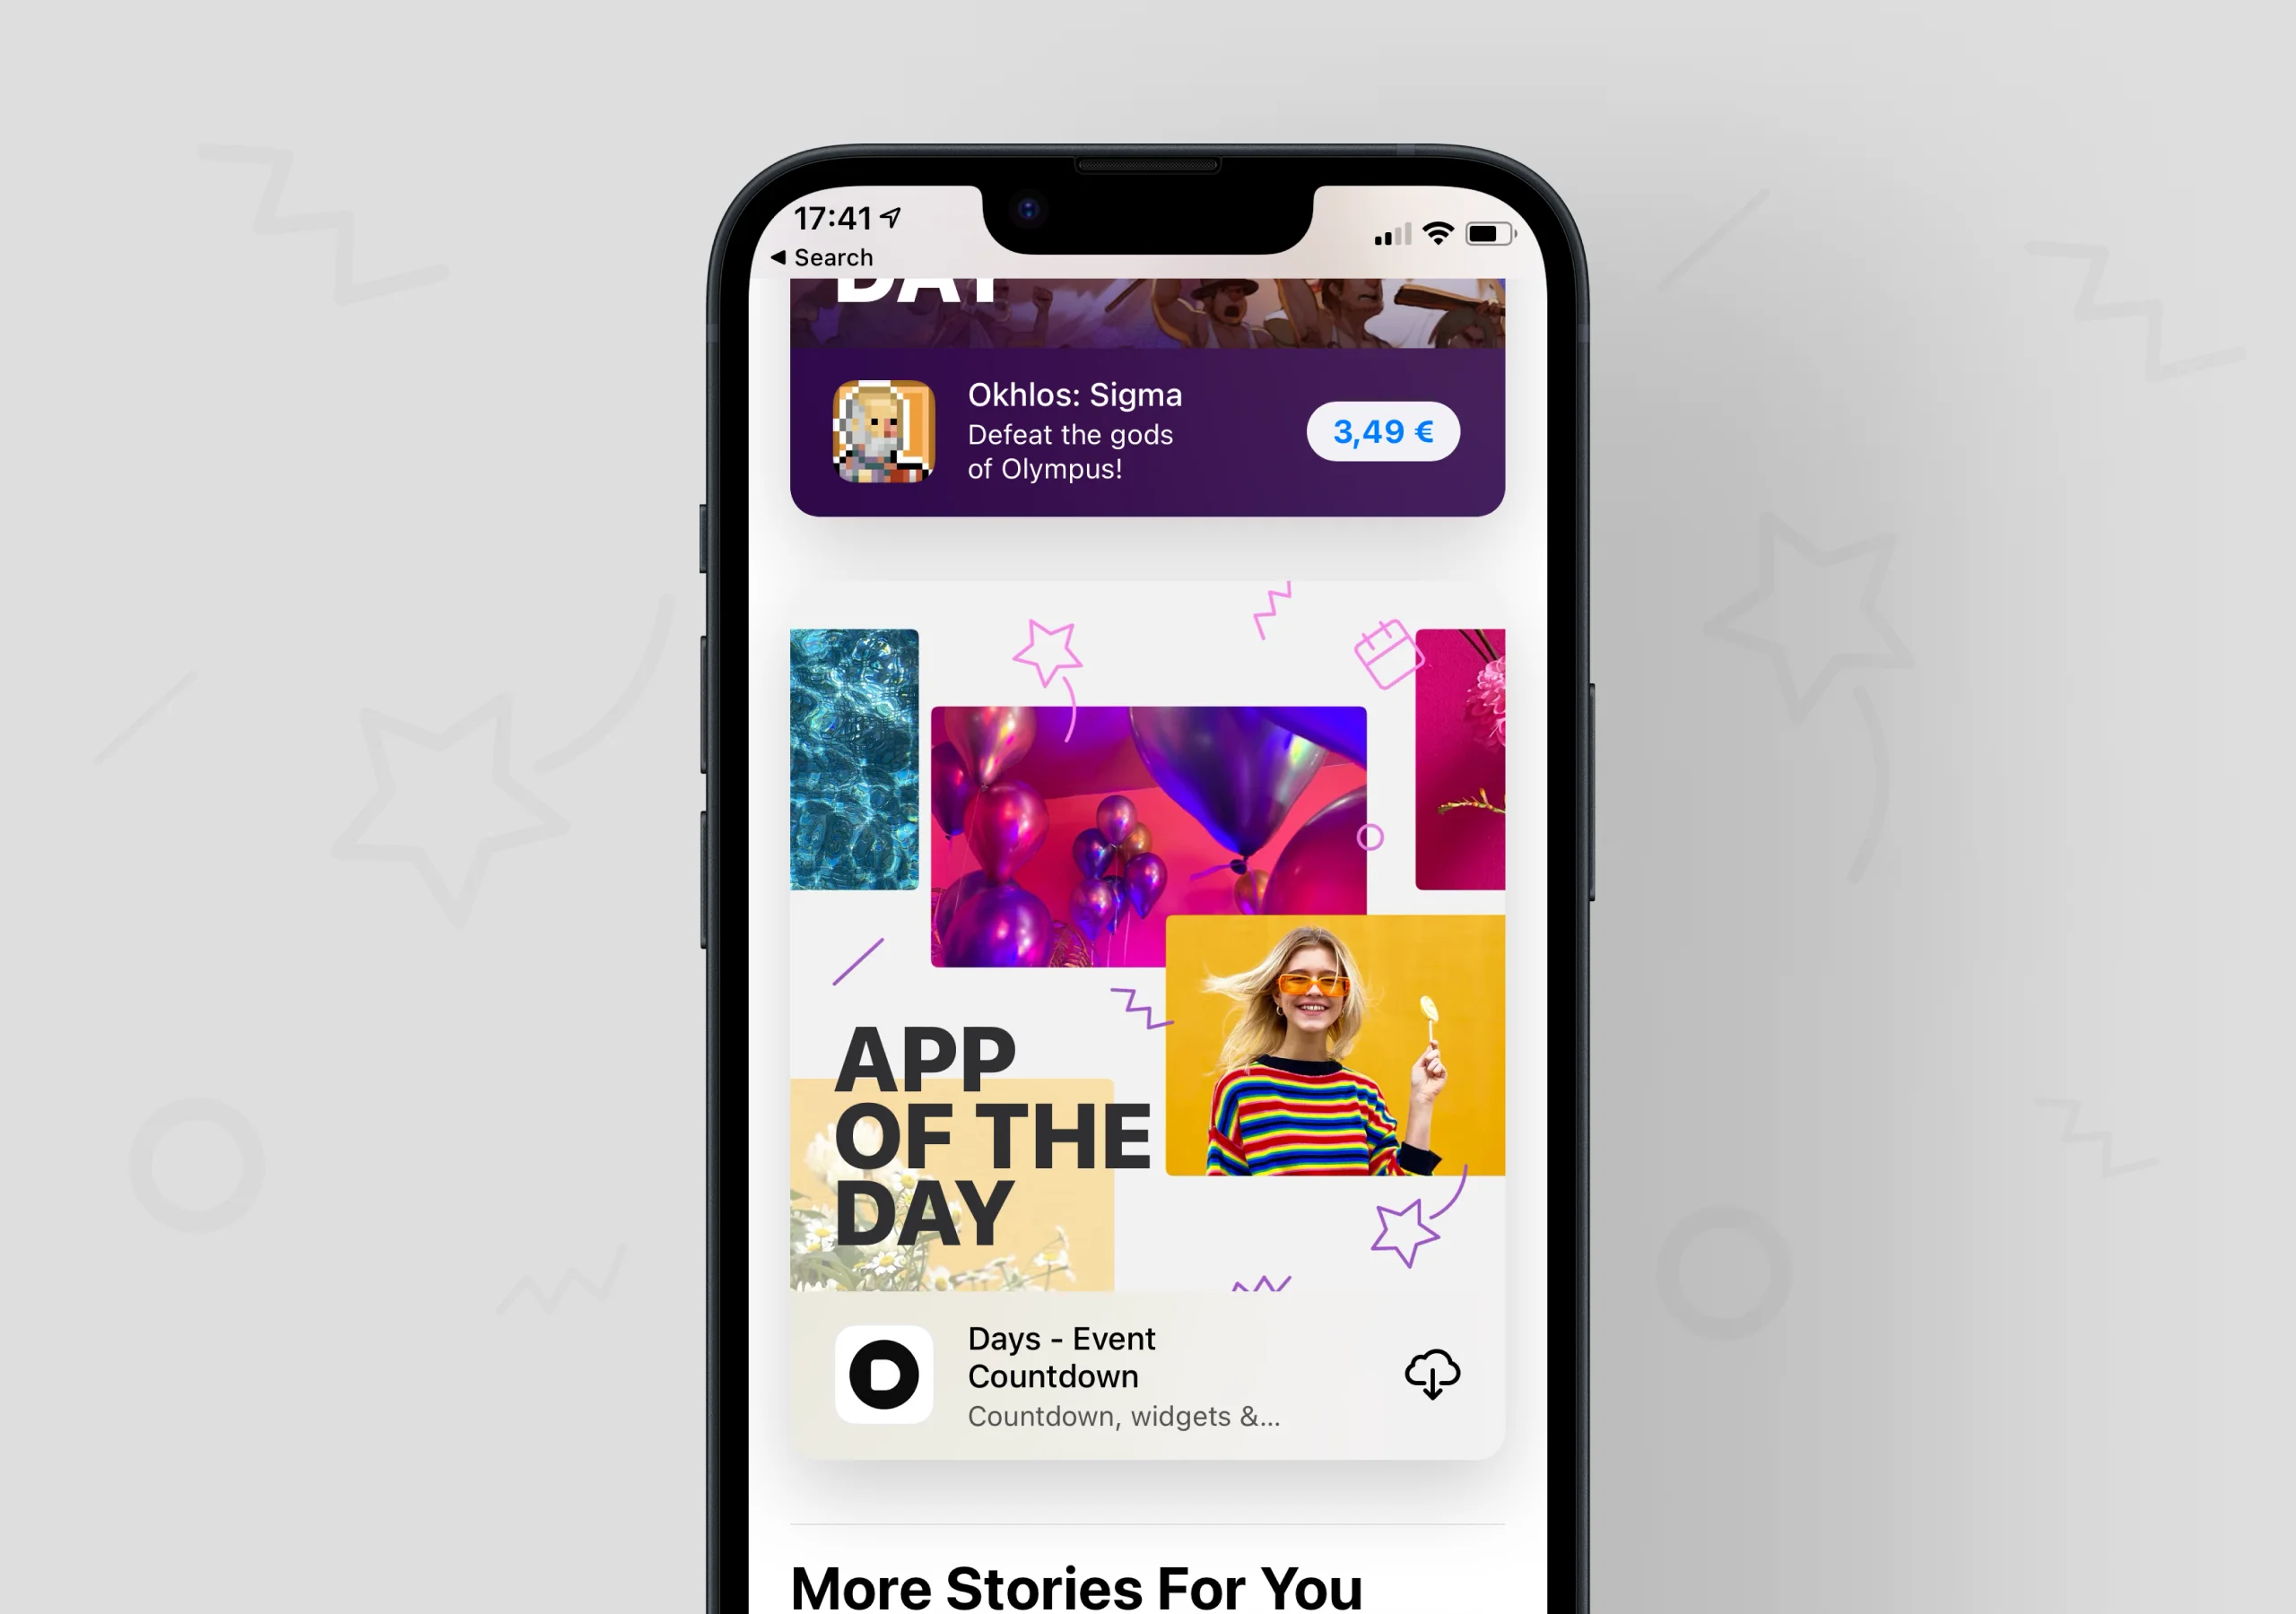 17:41
◀ Search
DAY
Okhlos: Sigma
Defeat the gods
of Olympus!
3,49 €
APP
OF THE
DAY
Days - Event
Countdown
Countdown, widgets &...
More Stories For You